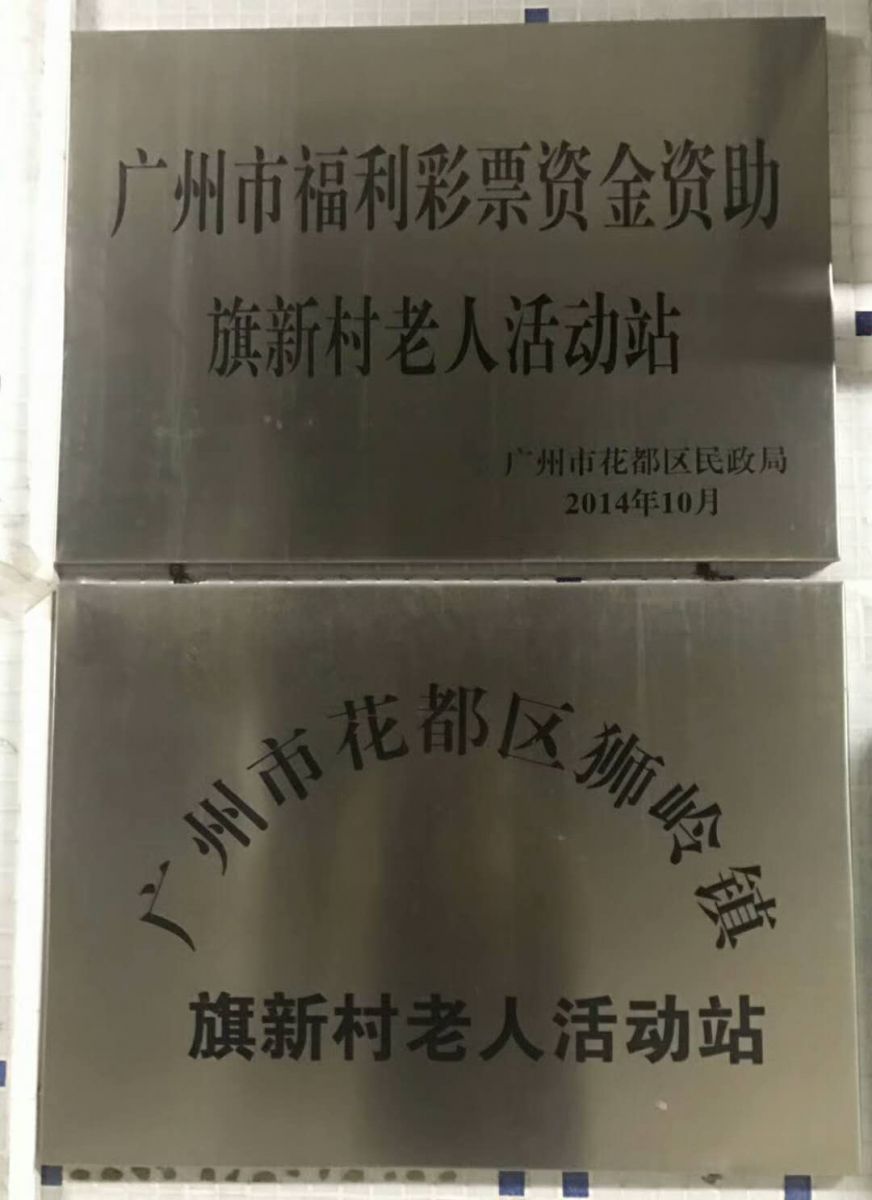 广州市福利彩票资金资助
旗新村老人活动站
广州市花都区民政局
2014年10月
广州市花都区狮岭镇
旗新村老人活动站